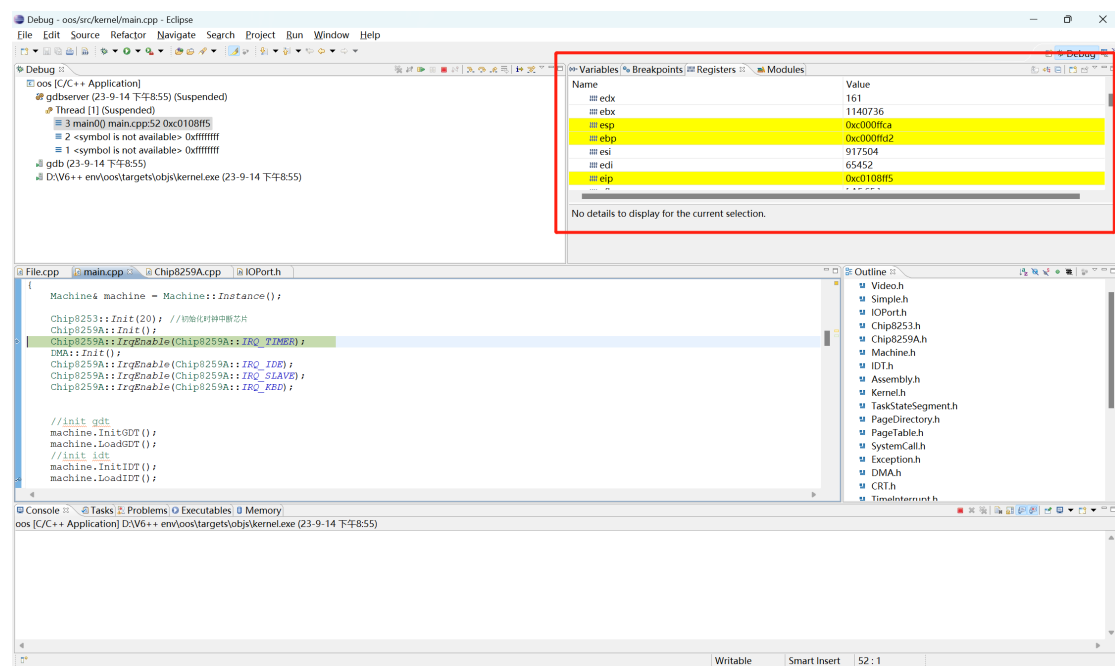 Debug - oos/src/kernel/main.cpp - Eclipse
File Edit Source Refactor Navigate Search Project Run Window Help
Debug
Debug
oos [C/C++ Application]
gdbserver (23-9-14 下午8:55) (Suspended)
Thread [1] (Suspended)
3 main0() main.cpp:52 0xc0108ff5
2 <symbol is not available> 0xffffffff
1 <symbol is not available> 0xffffffff
gdb (23-9-14 下午8:55)
D:\V6++ env\oos\targets\objs\kernel.exe (23-9-14 下午8:55)
Variables Breakpoints Registers Modules
Name Value
edx 161
ebx 1140736
esp 0xc000ffca
ebp 0xc000ffd2
esi 917504
edi 65452
eip 0xc0108ff5
No details to display for the current selection.
File.cpp main.cpp Chip8259A.cpp IOPort.h
{
Machine& machine = Machine::Instance();
Chip8253::Init(20); //初始化时钟中断芯片
Chip8259A::Init();
Chip8259A::IrqEnable(Chip8259A::IRQ_TIMER);
DMA::Init();
Chip8259A::IrqEnable(Chip8259A::IRQ_IDE);
Chip8259A::IrqEnable(Chip8259A::IRQ_SLAVE);
Chip8259A::IrqEnable(Chip8259A::IRQ_KBD);
//init gdt
machine.InitGDT();
machine.LoadGDT();
//init idt
machine.InitIDT();
machine.LoadIDT();
Outline
Video.h
Simple.h
IOPort.h
Chip8253.h
Chip8259A.h
Machine.h
IDT.h
Assembly.h
Kernel.h
TaskStateSegment.h
PageDirectory.h
PageTable.h
SystemCall.h
Exception.h
DMA.h
CRT.h
TimeInterrupt.h
Console Tasks Problems Executables Memory
oos [C/C++ Application] D:\V6++ env\oos\targets\objs\kernel.exe (23-9-14 下午8:55)
Writable Smart Insert 52 : 1